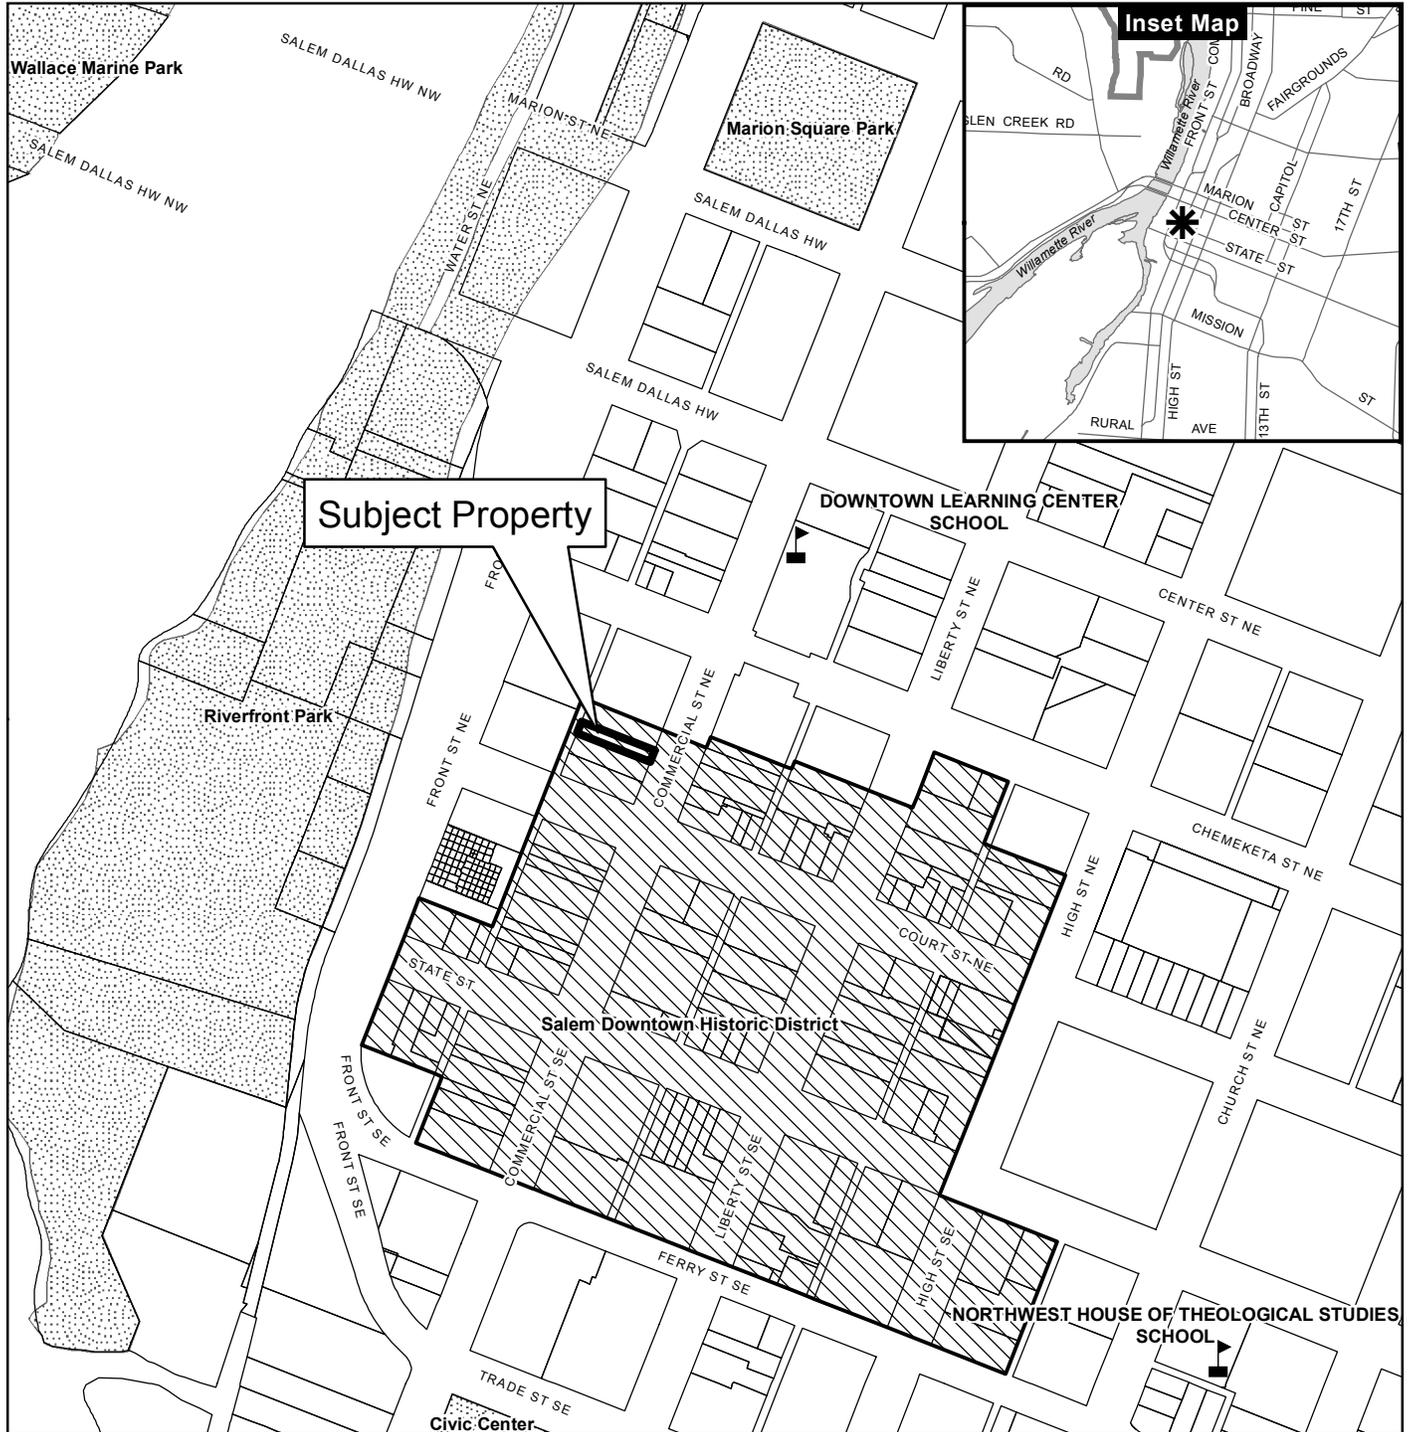 Wallace Marine Park
SALEM DALLAS HW NW
SALEM DALLAS HW NW
MARION ST NE
WATER ST NE
Marion Square Park
SALEM DALLAS HW
SALEM DALLAS HW
Inset Map
PINE ST
RD
BROADWAY
FAIRGROUNDS
GLEN CREEK RD
Willamette River
FRONT ST
COM
CAPITOL
17TH ST
MARION ST
CENTER ST
STATE ST
Willamette River
MISSION
ST
HIGH ST
13TH ST
RURAL AVE
Subject Property
DOWNTOWN LEARNING CENTER
SCHOOL
FRO
LIBERTY ST NE
CENTER ST NE
Riverfront Park
FRONT ST NE
COMMERCIAL ST NE
CHEMEKETA ST NE
HIGH ST NE
COURT ST NE
STATE ST
Salem Downtown Historic District
FRONT ST SE
FRONT ST SE
COMMERCIAL ST SE
LIBERTY ST SE
HIGH ST SE
CHURCH ST NE
FERRY ST SE
NORTHWEST HOUSE OF THEOLOGICAL STUDIES
SCHOOL
TRADE ST SE
Civic Center